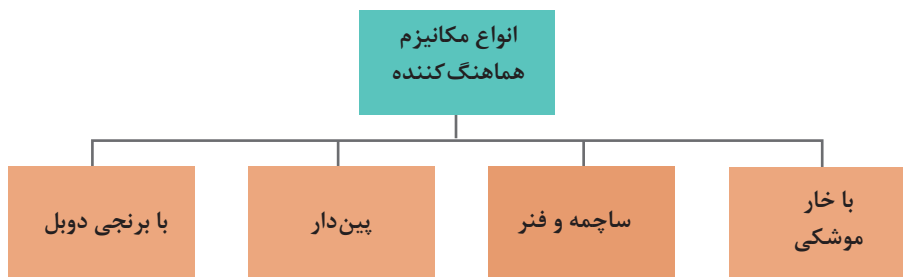 انواع مکانیزم
هماهنگ‌کننده
با خار
موشکی
ساچمه و فنر
پین‌دار
با برنجی دوبل